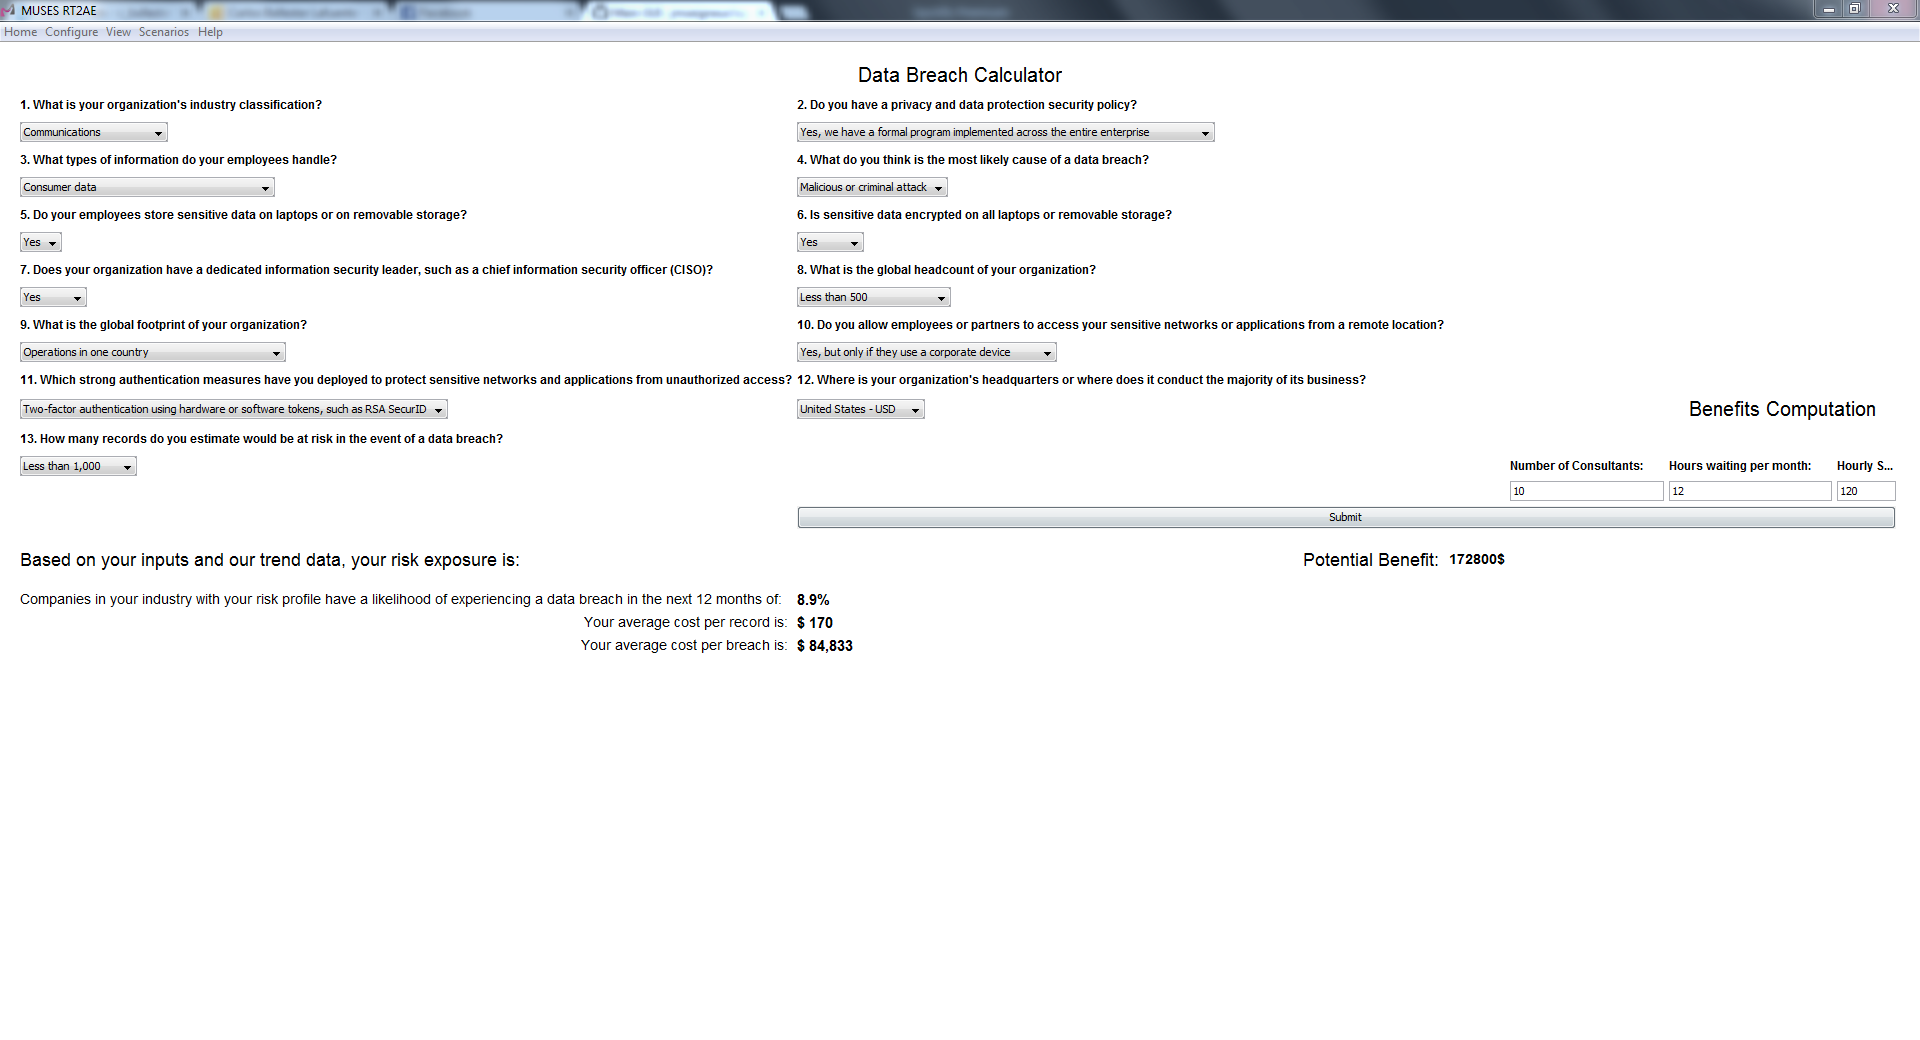 MUSES RT2AE
Home Configure View Scenarios Help
Data Breach Calculator
1. What is your organization's industry classification?
2. Do you have a privacy and data protection security policy?
Communications
Yes, we have a formal program implemented across the entire enterprise
3. What types of information do your employees handle?
4. What do you think is the most likely cause of a data breach?
Consumer data
Malicious or criminal attack
5. Do your employees store sensitive data on laptops or on removable storage?
6. Is sensitive data encrypted on all laptops or removable storage?
Yes
Yes
7. Does your organization have a dedicated information security leader, such as a chief information security officer (CISO)?
8. What is the global headcount of your organization?
Yes
Less than 500
9. What is the global footprint of your organization?
10. Do you allow employees or partners to access your sensitive networks or applications from a remote location?
Operations in one country
Yes, but only if they use a corporate device
11. Which strong authentication measures have you deployed to protect sensitive networks and applications from unauthorized access?
12. Where is your organization's headquarters or where does it conduct the majority of its business?
Two-factor authentication using hardware or software tokens, such as RSA SecurID
United States - USD
Benefits Computation
13. How many records do you estimate would be at risk in the event of a data breach?
Less than 1,000
Number of Consultants: Hours waiting per month: Hourly S...
10 12 120
Submit
Based on your inputs and our trend data, your risk exposure is:
Potential Benefit: 172800$
Companies in your industry with your risk profile have a likelihood of experiencing a data breach in the next 12 months of: 8.9%
Your average cost per record is: $ 170
Your average cost per breach is: $ 84,833